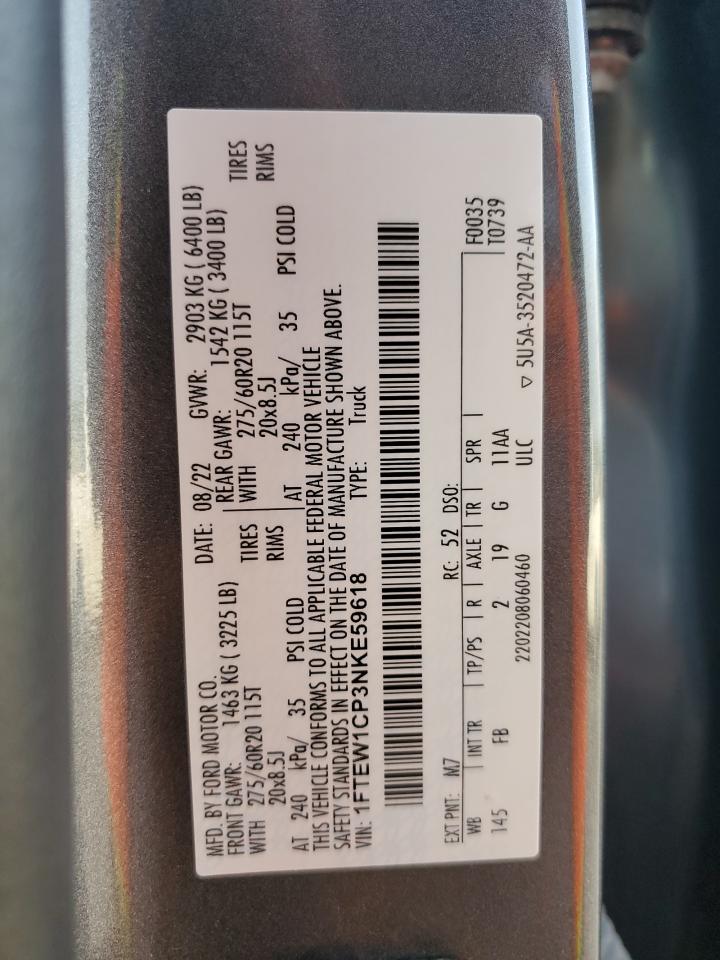 MFD. BY FORD MOTOR CO.
DATE: 08/22 GVWR: 2903 KG ( 6400 LB)
FRONT GAWR: 1463 KG ( 3225 LB)
REAR GAWR: 1542 KG ( 3400 LB)
WITH 275/60R20 115T TIRES
WITH 275/60R20 115T TIRES
20x8.5J RIMS
20x8.5J RIMS
AT 240 kPa/ 35 PSI COLD
AT 240 kPa/ 35 PSI COLD
THIS VEHICLE CONFORMS TO ALL APPLICABLE FEDERAL MOTOR VEHICLE
SAFETY STANDARDS IN EFFECT ON THE DATE OF MANUFACTURE SHOWN ABOVE.
VIN: 1FTEW1CP3NKE59618
TYPE: Truck
EXT PNT: M7 RC: 52 DSO:
WB INT TR TP/PS R AXLE TR SPR
F0035
145 FB 2 19 G 11AA
T0739
2202208060460 ULC
▽ 5U5A-3520472-AA